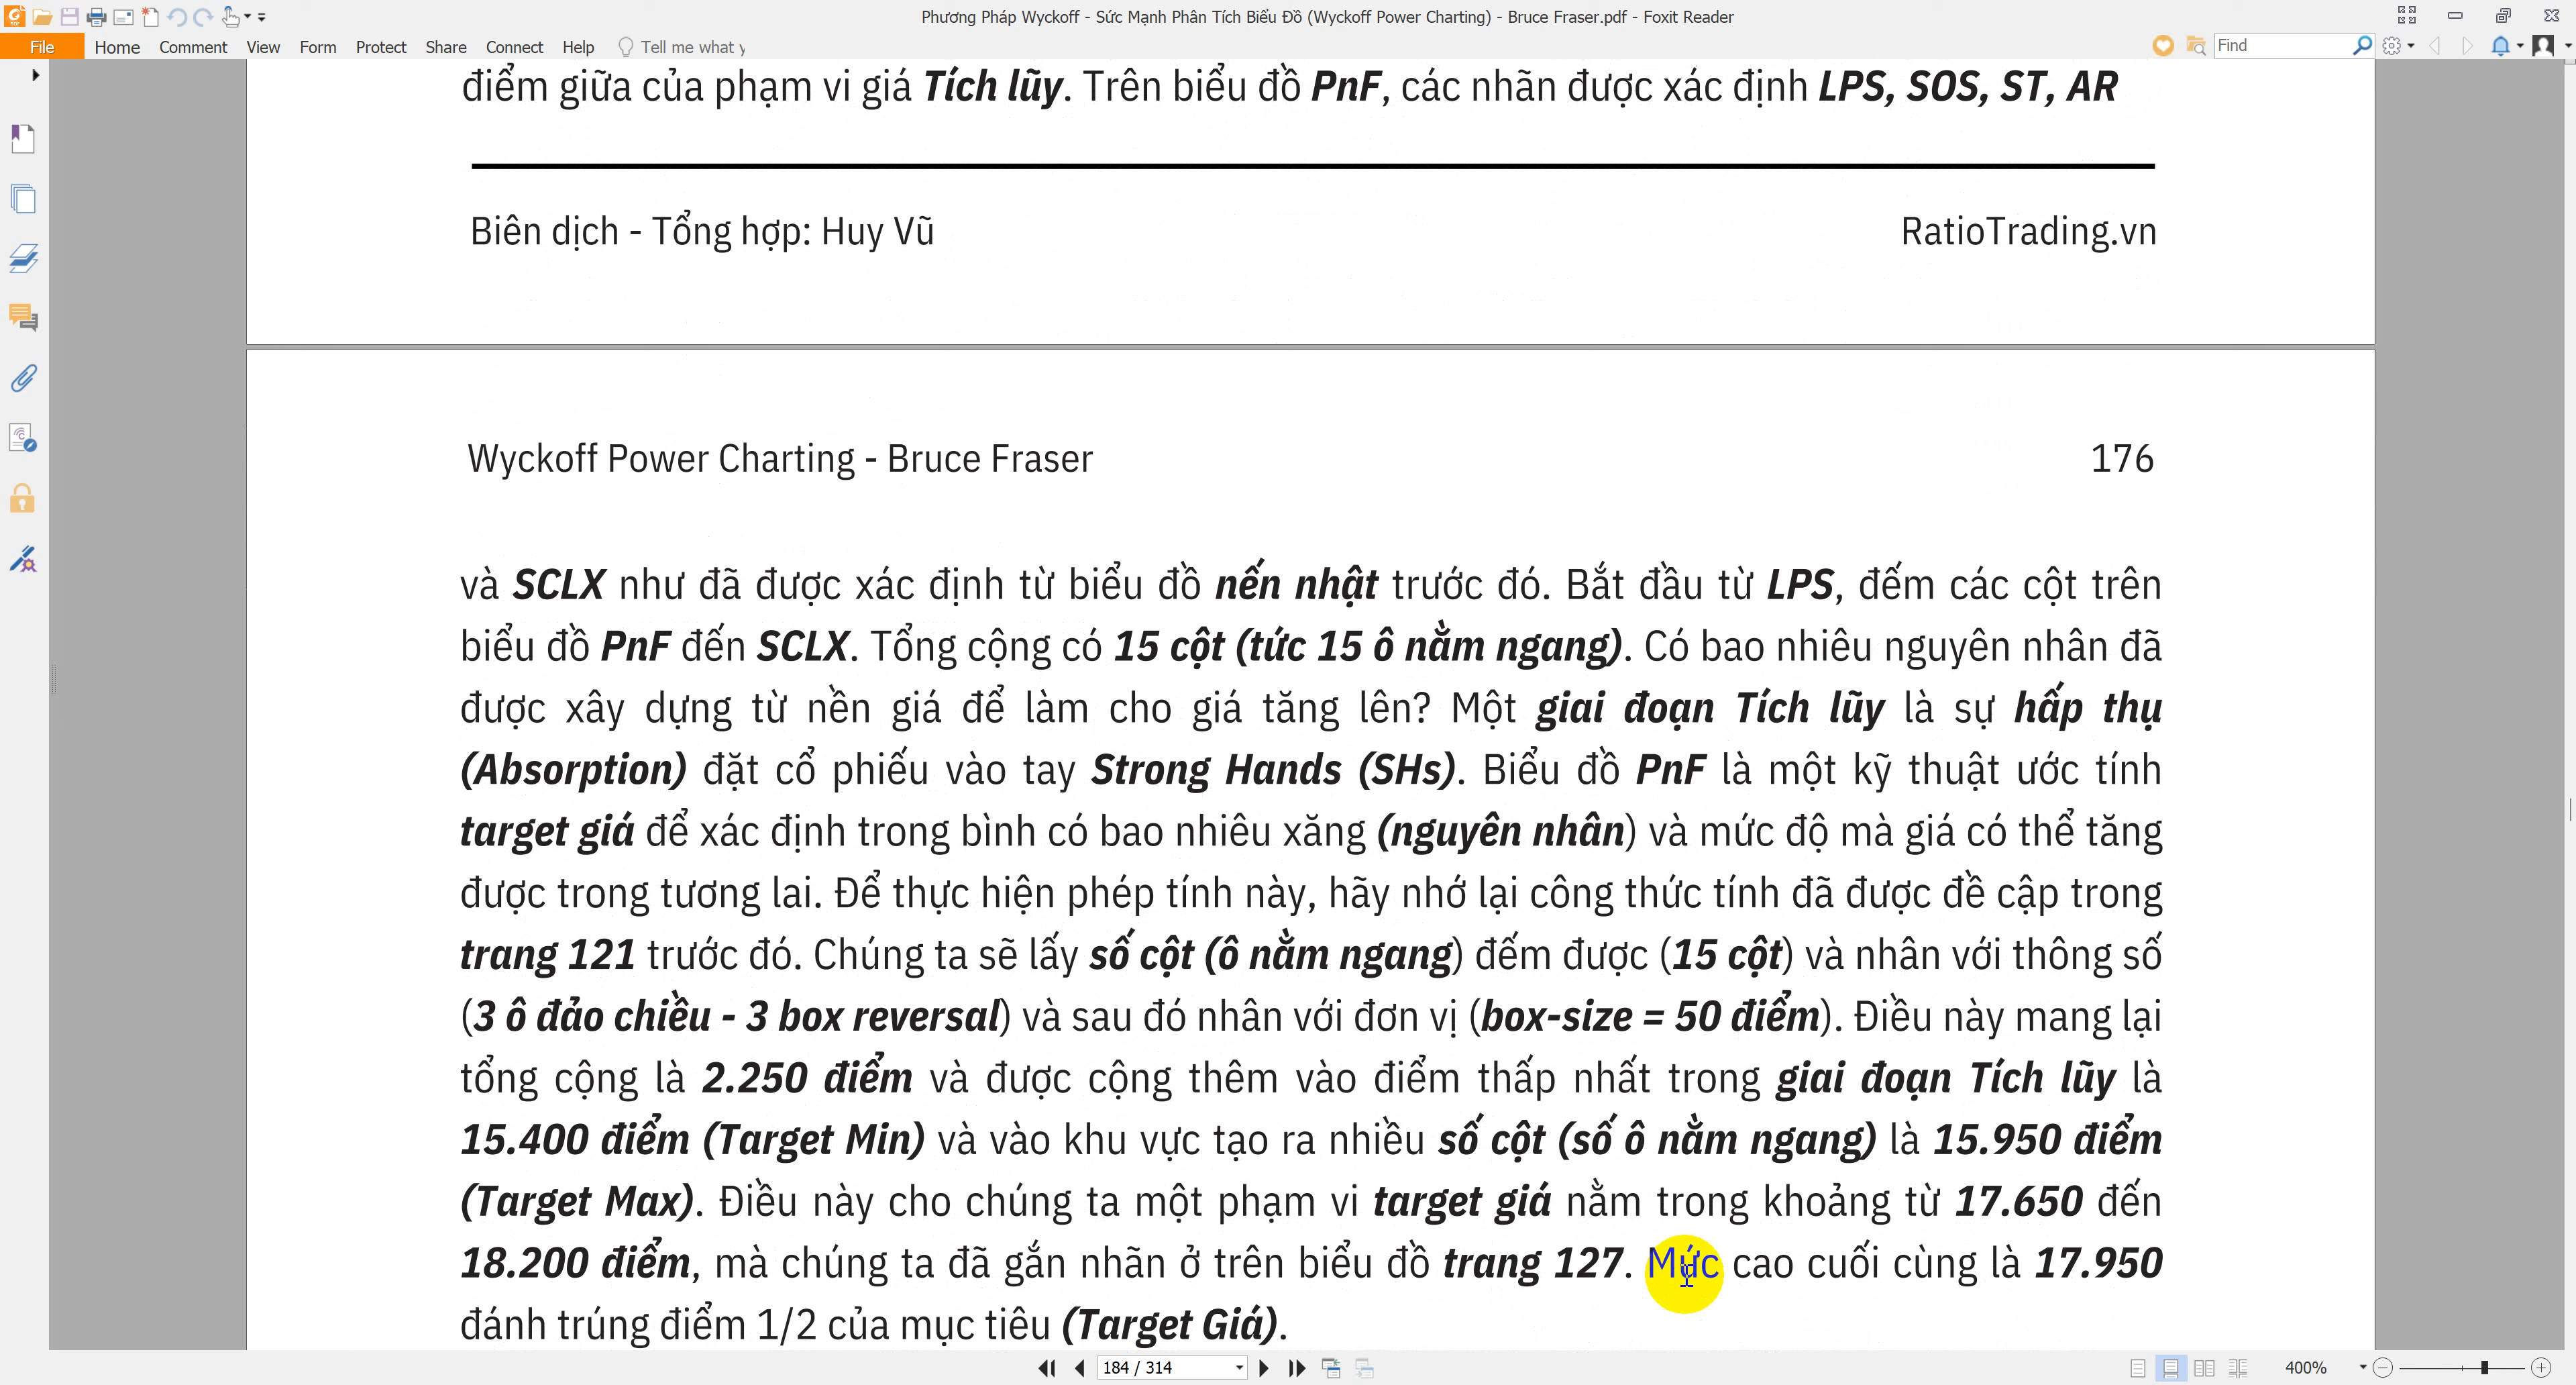 Phương Pháp Wyckoff - Sức Mạnh Phân Tích Biểu Đồ (Wyckoff Power Charting) - Bruce Fraser.pdf - Foxit Reader
File Home Comment View Form Protect Share Connect Help Tell me what y Find
điểm giữa của phạm vi giá Tích lũy. Trên biểu đồ PnF, các nhãn được xác định LPS, SOS, ST, AR
Biên dịch - Tổng hợp: Huy Vũ RatioTrading.vn
Wyckoff Power Charting - Bruce Fraser 176
và SCLX như đã được xác định từ biểu đồ nến nhật trước đó. Bắt đầu từ LPS, đếm các cột trên
biểu đồ PnF đến SCLX. Tổng cộng có 15 cột (tức 15 ô nằm ngang). Có bao nhiêu nguyên nhân đã
được xây dựng từ nền giá để làm cho giá tăng lên? Một giai đoạn Tích lũy là sự hấp thụ
(Absorption) đặt cổ phiếu vào tay Strong Hands (SHs). Biểu đồ PnF là một kỹ thuật ước tính
target giá để xác định trong bình có bao nhiêu xăng (nguyên nhân) và mức độ mà giá có thể tăng
được trong tương lai. Để thực hiện phép tính này, hãy nhớ lại công thức tính đã được đề cập trong
trang 121 trước đó. Chúng ta sẽ lấy số cột (ô nằm ngang) đếm được (15 cột) và nhân với thông số
(3 ô đảo chiều - 3 box reversal) và sau đó nhân với đơn vị (box-size = 50 điểm). Điều này mang lại
tổng cộng là 2.250 điểm và được cộng thêm vào điểm thấp nhất trong giai đoạn Tích lũy là
15.400 điểm (Target Min) và vào khu vực tạo ra nhiều số cột (số ô nằm ngang) là 15.950 điểm
(Target Max). Điều này cho chúng ta một phạm vi target giá nằm trong khoảng từ 17.650 đến
18.200 điểm, mà chúng ta đã gắn nhãn ở trên biểu đồ trang 127. Mức cao cuối cùng là 17.950
đánh trúng điểm 1/2 của mục tiêu (Target Giá).
184 / 314 400%